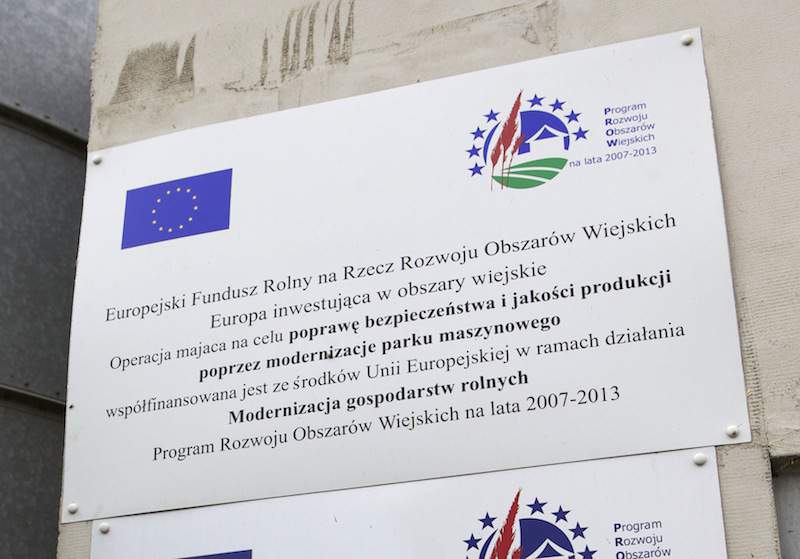 Program
Rozwoju
Obszarów
Wiejskich
na lata 2007-2013
Europejski Fundusz Rolny na Rzecz Rozwoju Obszarów Wiejskich
Europa inwestująca w obszary wiejskie
Operacja majaca na celu poprawę bezpieczeństwa i jakości produkcji
poprzez modernizacje parku maszynowego
współfinansowana jest ze środków Unii Europejskiej w ramach działania
Modernizacja gospodarstw rolnych
Program Rozwoju Obszarów Wiejskich na lata 2007-2013
Program
Rozwoju
Obszarów